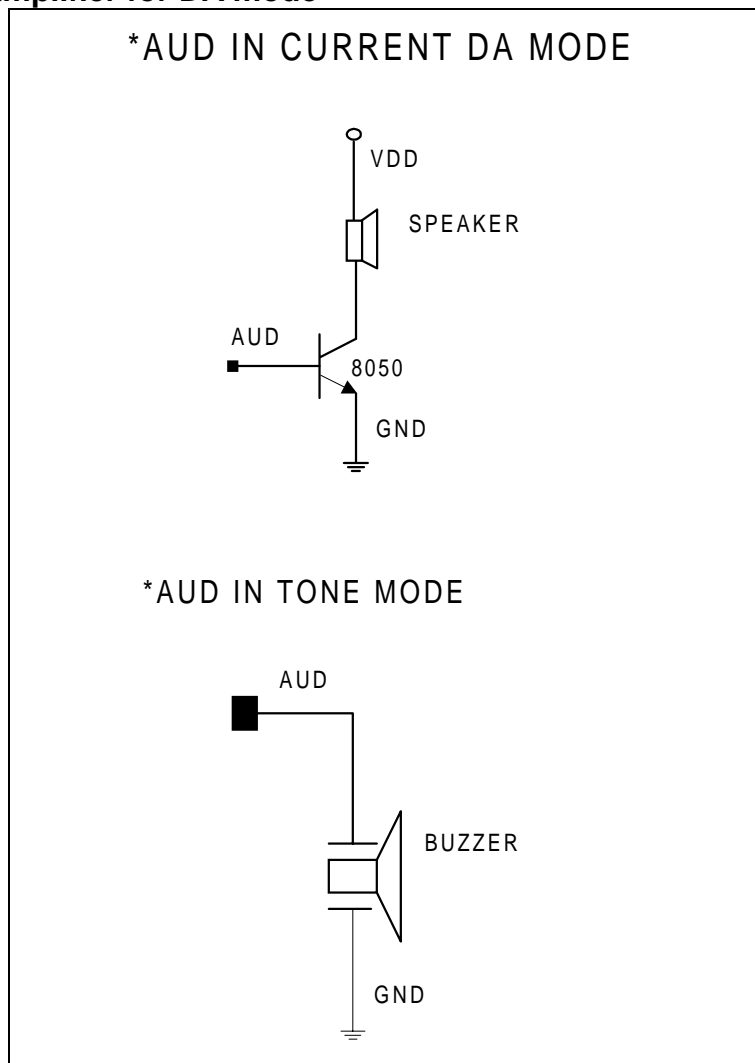 *AUD IN CURRENT DA MODE
VDD
SPEAKER
AUD
8050
GND
*AUD IN TONE MODE
AUD
BUZZER
GND